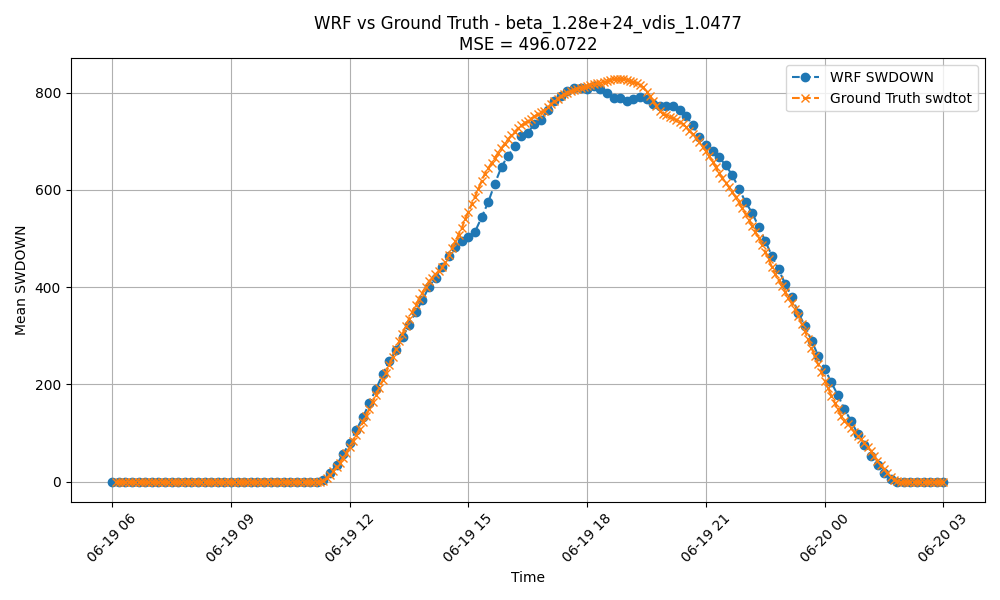 WRF vs Ground Truth - beta_1.28e+24_vdis_1.0477
MSE = 496.0722
WRF SWDOWN
Ground Truth swdtot
Mean SWDOWN
800
600
400
200
0
06-19 06
06-19 09
06-19 12
06-19 15
06-19 18
06-19 21
06-20 00
06-20 03
Time